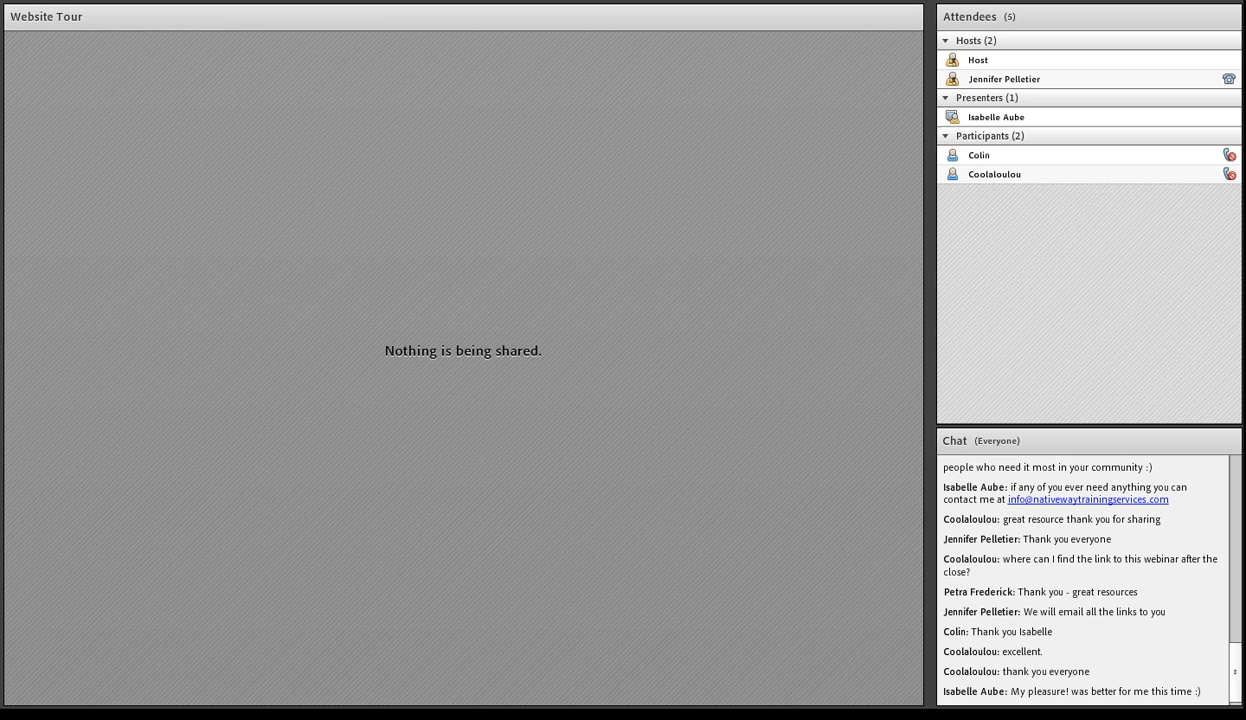 Website Tour
Nothing is being shared.
Attendees (5)
Hosts (2)
Host
Jennifer Pelletier
Presenters (1)
Isabelle Aube
Participants (2)
Colin
Coolaloulou
Chat (Everyone)
people who need it most in your community :)
Isabelle Aube: if any of you ever need anything you can
contact me at info@nativewaytrainingservices.com
Coolaloulou: great resource thank you for sharing
Jennifer Pelletier: Thank you everyone
Coolaloulou: where can I find the link to this webinar after the
close?
Petra Frederick: Thank you - great resources
Jennifer Pelletier: We will email all the links to you
Colin: Thank you Isabelle
Coolaloulou: excellent.
Coolaloulou: thank you everyone
Isabelle Aube: My pleasure! was better for me this time :)